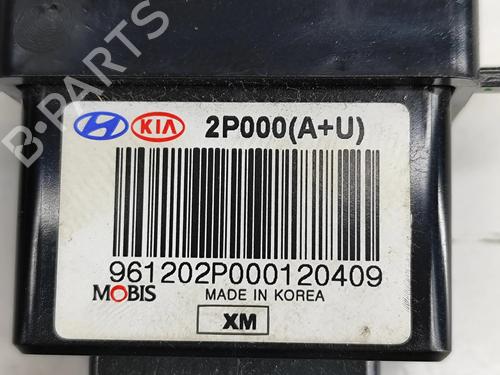 B-PARTS
KIA 2P000(A+U)
961202P000120409
MOBIS MADE IN KOREA
XM